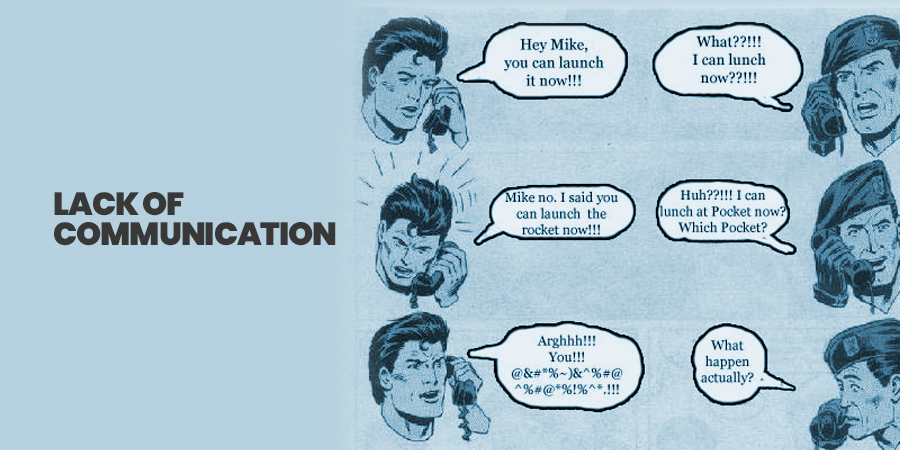 LACK OF
COMMUNICATION
Hey Mike,
you can launch
it now!!!
What??!!!
I can lunch
now??!!!
Mike no. I said you
can launch the
rocket now!!!
Huh??!!! I can
lunch at Pocket now?
Which Pocket?
Arghhh!!!
You!!!
@&#*%~)&^%#@
^%#@*%!%^*.!!!
What
happen
actually?